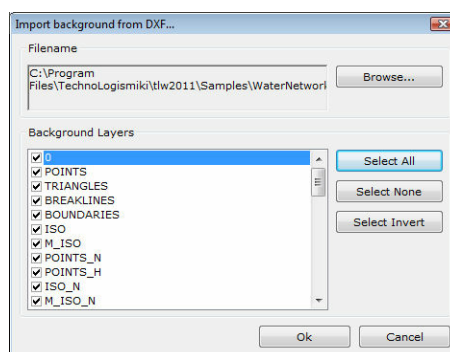 Import background from DXF...
Filename
C:\Program
Files\TechnoLogismiki\tlw2011\Samples\WaterNetwork
Browse...
Background Layers
0
POINTS
TRIANGLES
BREAKLINES
BOUNDARIES
ISO
M_ISO
POINTS_N
POINTS_H
ISO_N
M_ISO_N
Select All
Select None
Select Invert
Ok
Cancel